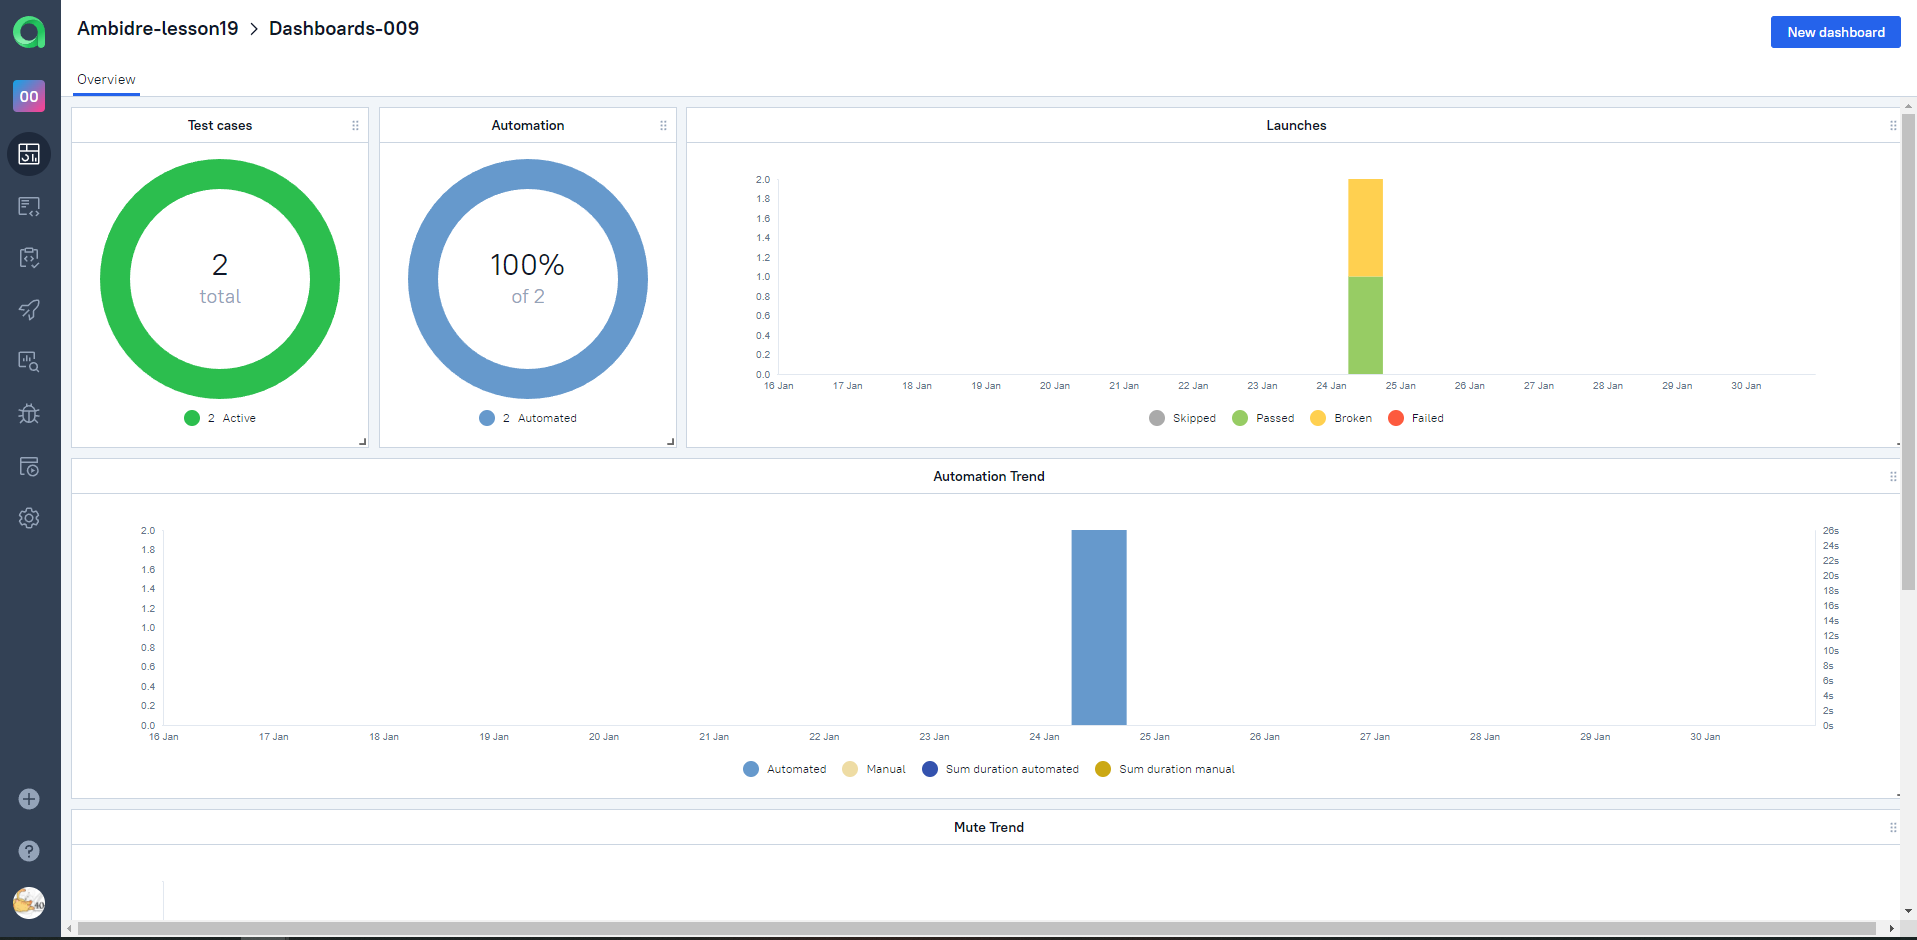 Ambidre-lesson19 > Dashboards-009
New dashboard
Overview
00
Test cases
2
total
2 Active
Automation
100%
of 2
2 Automated
Launches
2.0
1.8
1.6
1.4
1.2
1.0
0.8
0.6
0.4
0.2
0.0
16 Jan 17 Jan 18 Jan 19 Jan 20 Jan 21 Jan 22 Jan 23 Jan 24 Jan 25 Jan 26 Jan 27 Jan 28 Jan 29 Jan 30 Jan
Skipped Passed Broken Failed
Automation Trend
2.0
1.8
1.6
1.4
1.2
1.0
0.8
0.6
0.4
0.2
0.0
26s
24s
22s
20s
18s
16s
14s
12s
10s
8s
6s
4s
2s
0s
16 Jan 17 Jan 18 Jan 19 Jan 20 Jan 21 Jan 22 Jan 23 Jan 24 Jan 25 Jan 26 Jan 27 Jan 28 Jan 29 Jan 30 Jan
Automated Manual Sum duration automated Sum duration manual
Mute Trend
?